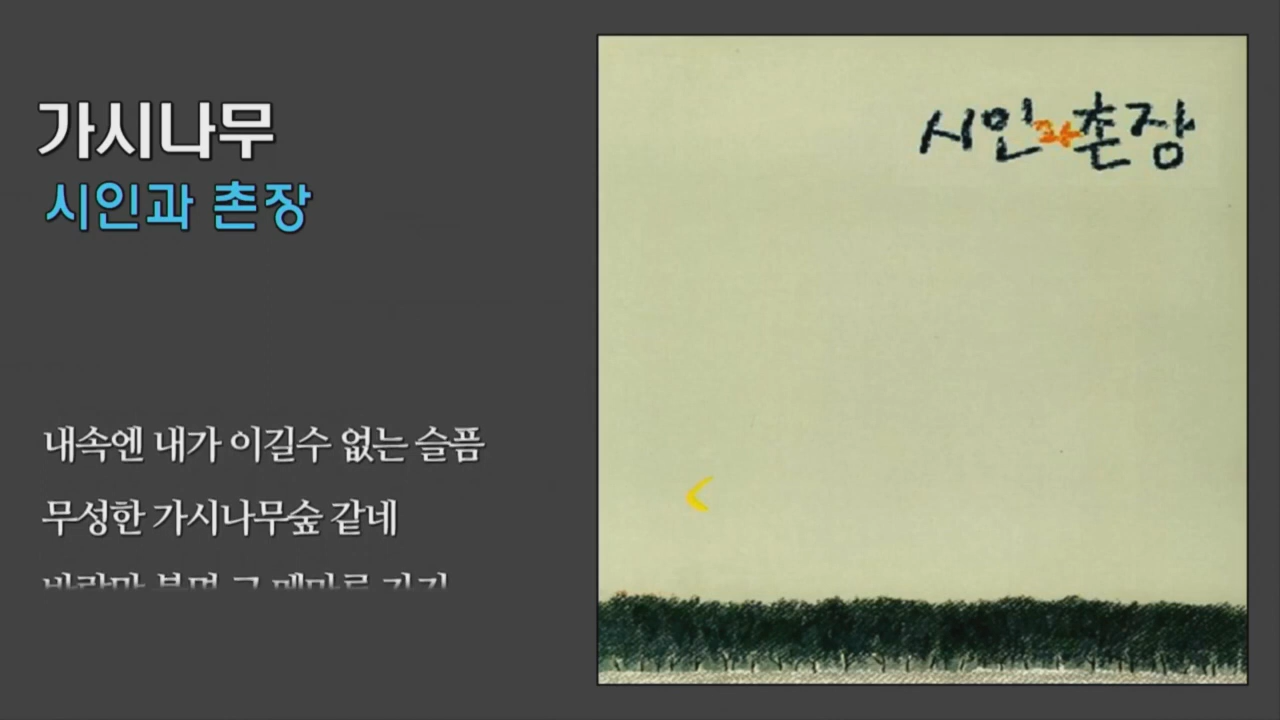 가시나무
시인과 촌장
내속엔 내가 이길수 없는 슬픔
무성한 가시나무숲 같네
시인과촌장